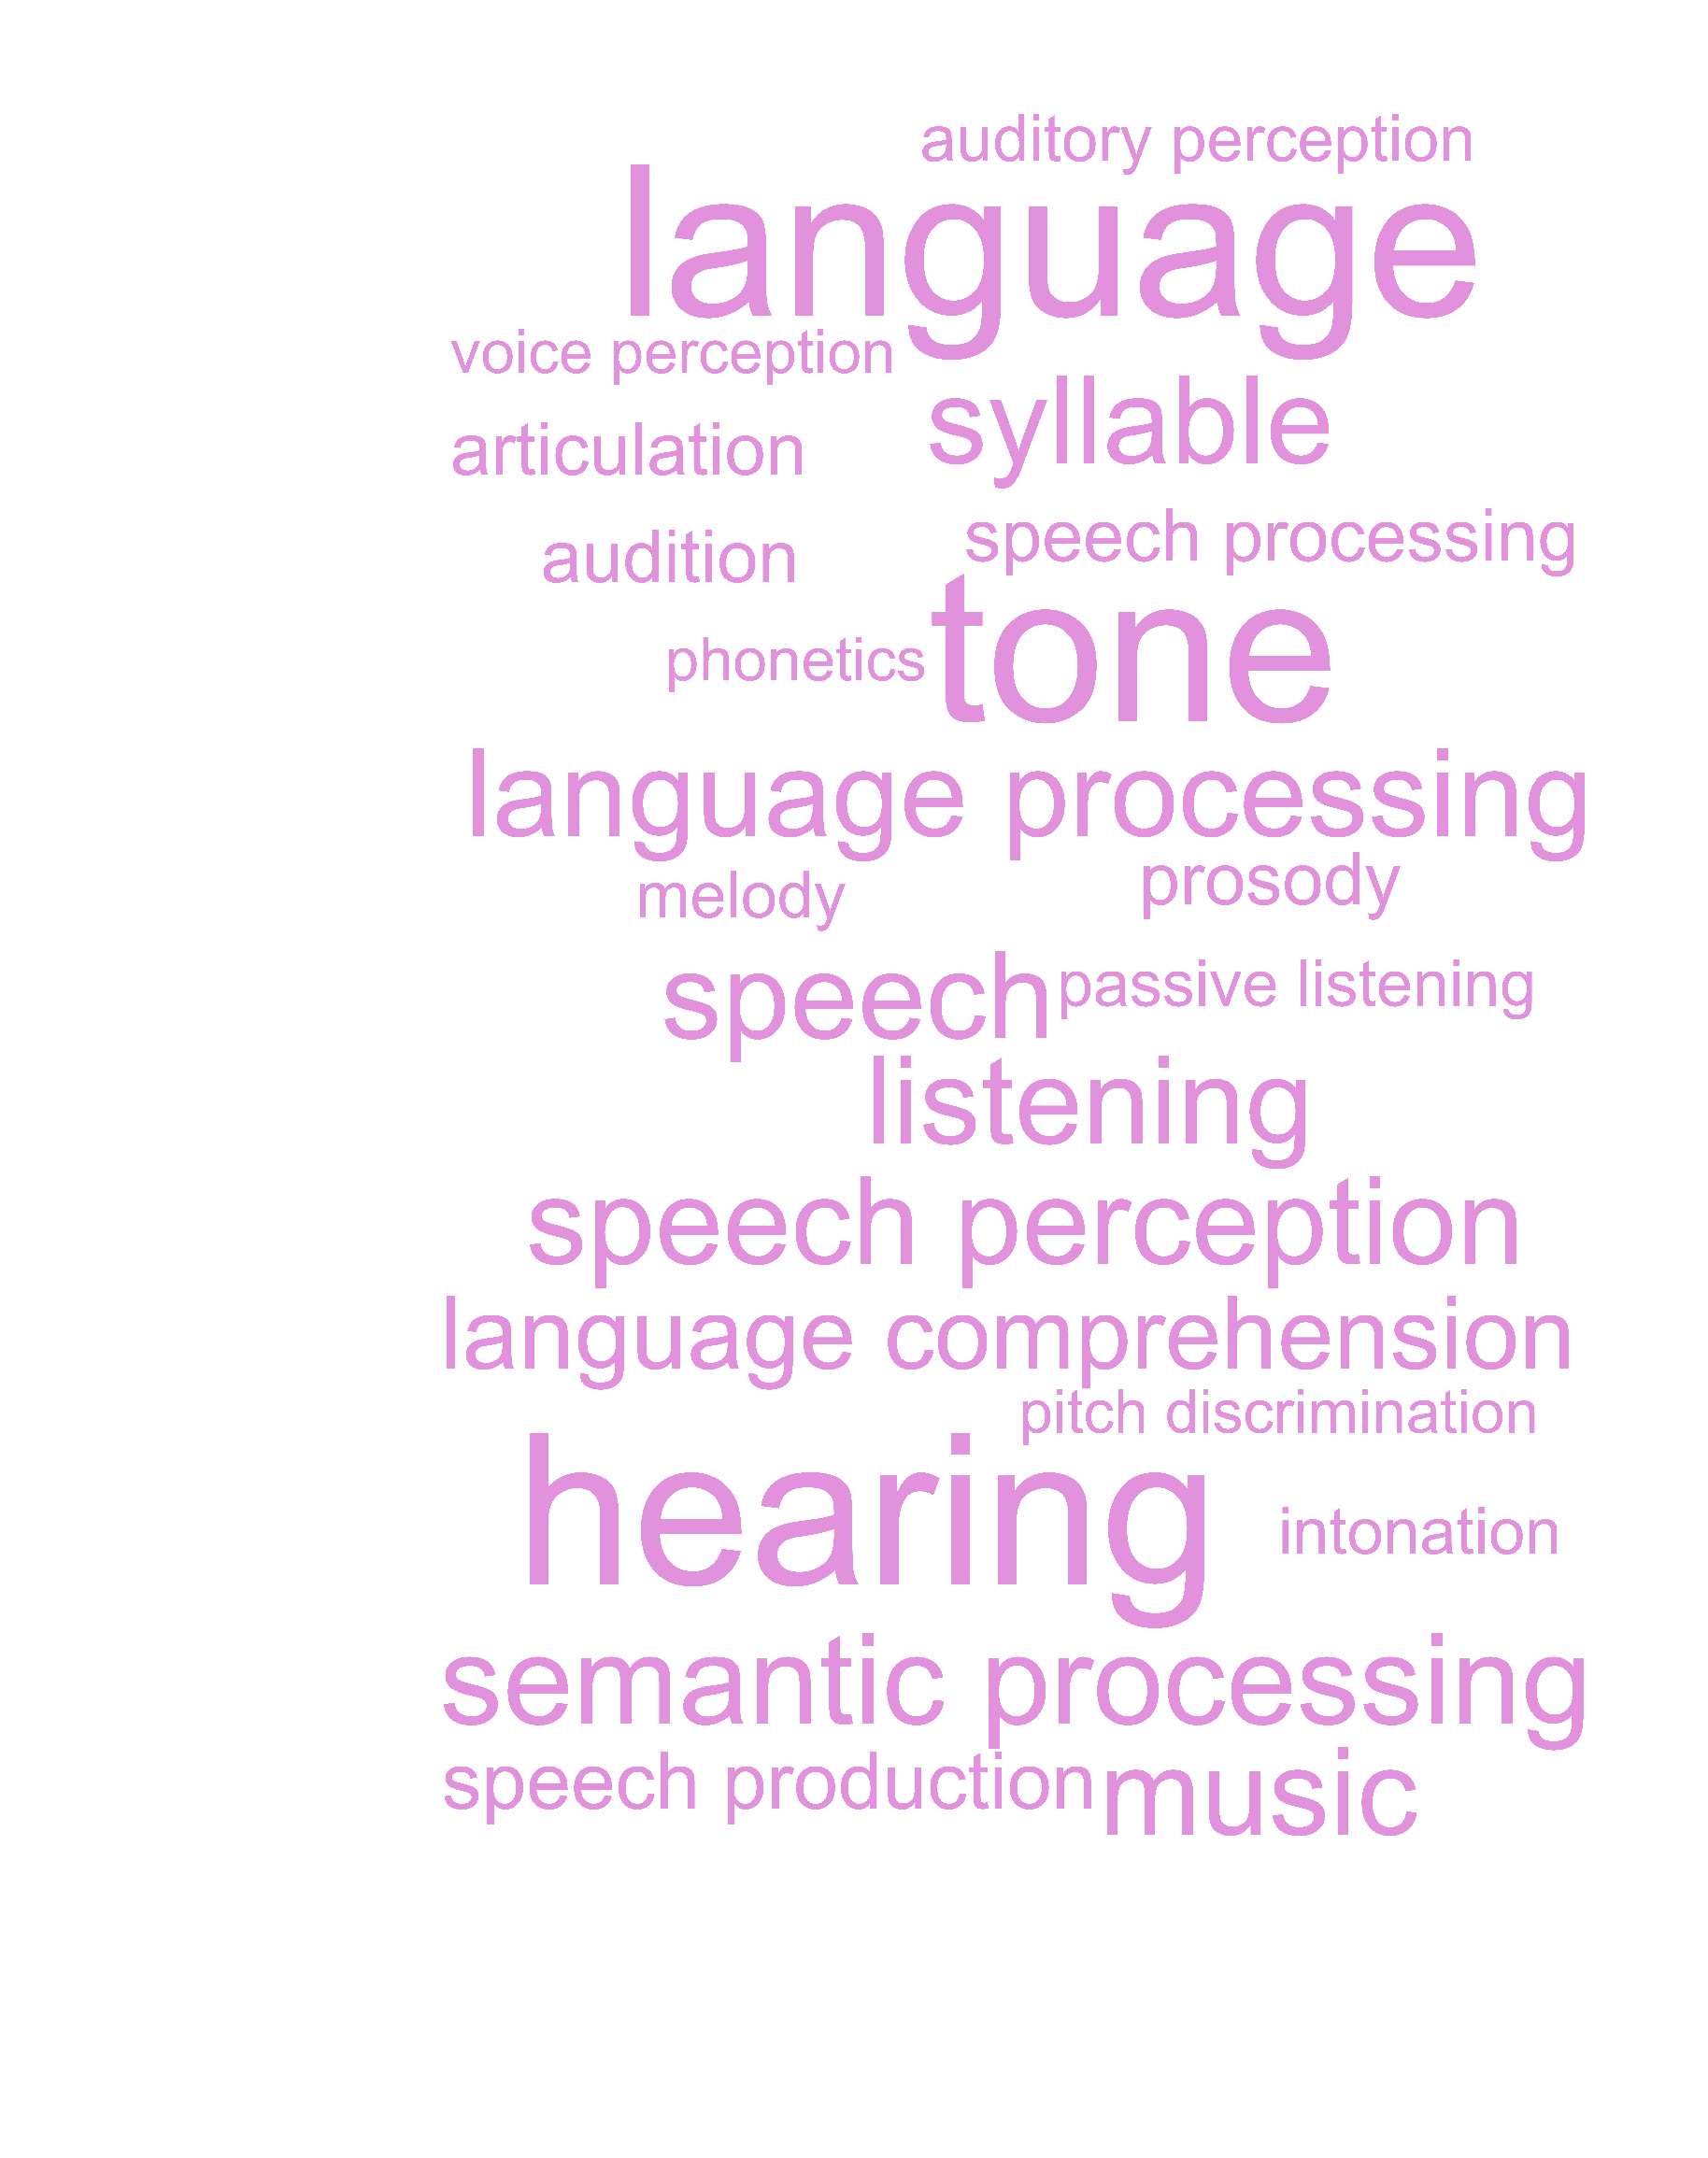 auditory perception
language
voice perception
syllable
articulation
speech processing
audition
tone
phonetics
language processing
prosody
melody
speech
passive listening
listening
speech perception
language comprehension
pitch discrimination
hearing
intonation
semantic processing
speech production
music